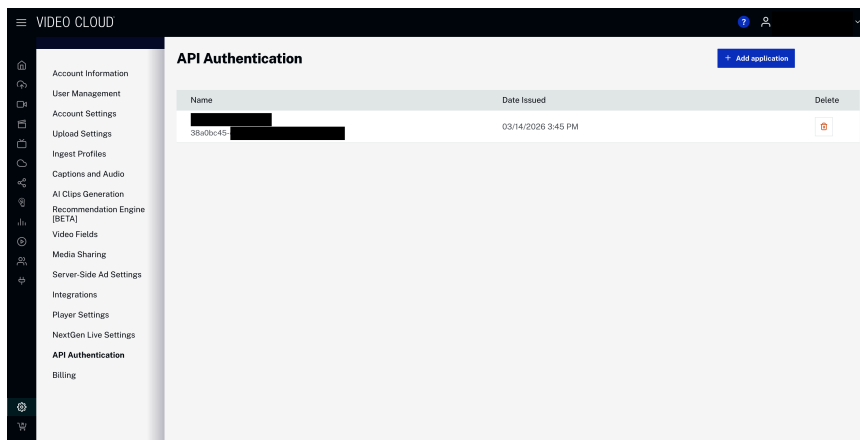 VIDEO CLOUD
?
Account Information
User Management
Account Settings
Upload Settings
Ingest Profiles
Captions and Audio
AI Clips Generation
Recommendation Engine
[BETA]
Video Fields
Media Sharing
Server-Side Ad Settings
Integrations
Player Settings
NextGen Live Settings
API Authentication
Billing
API Authentication
+ Add application
Name Date Issued Delete
38a0bc45-
03/14/2026 3:45 PM